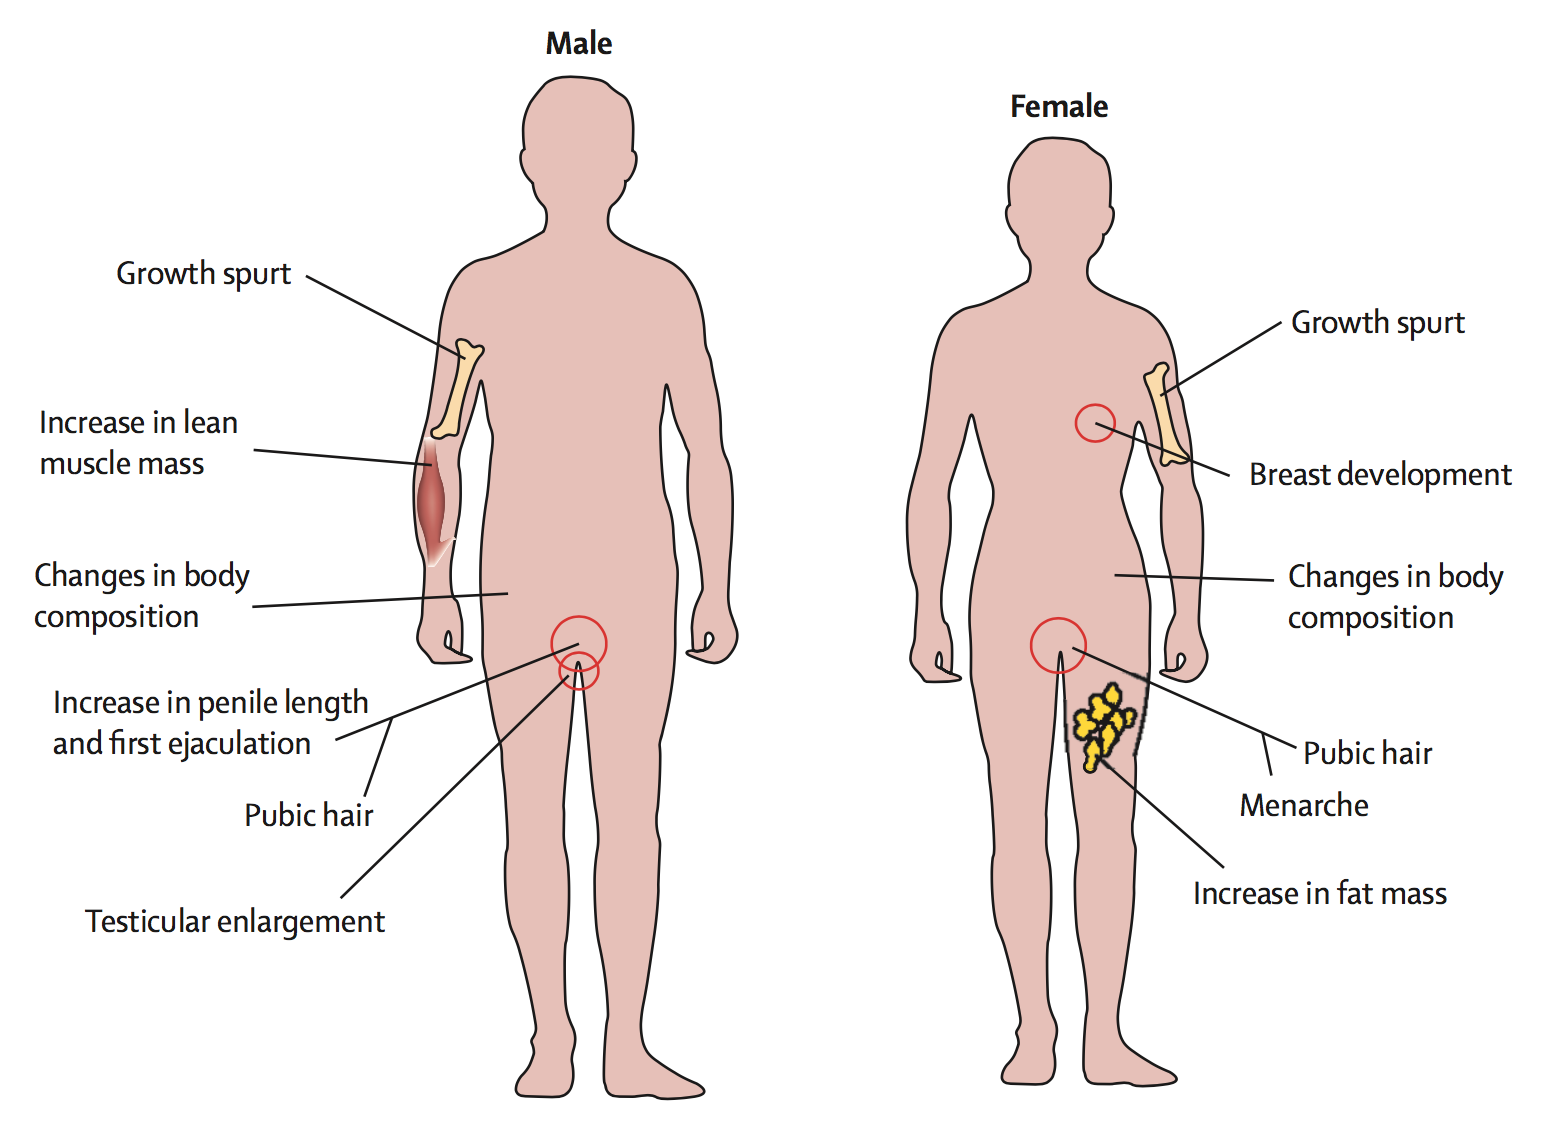 Male
Growth spurt
Increase in lean
muscle mass
Changes in body
composition
Increase in penile length
and first ejaculation
Pubic hair
Testicular enlargement
Female
Growth spurt
Breast development
Changes in body
composition
Pubic hair
Menarche
Increase in fat mass